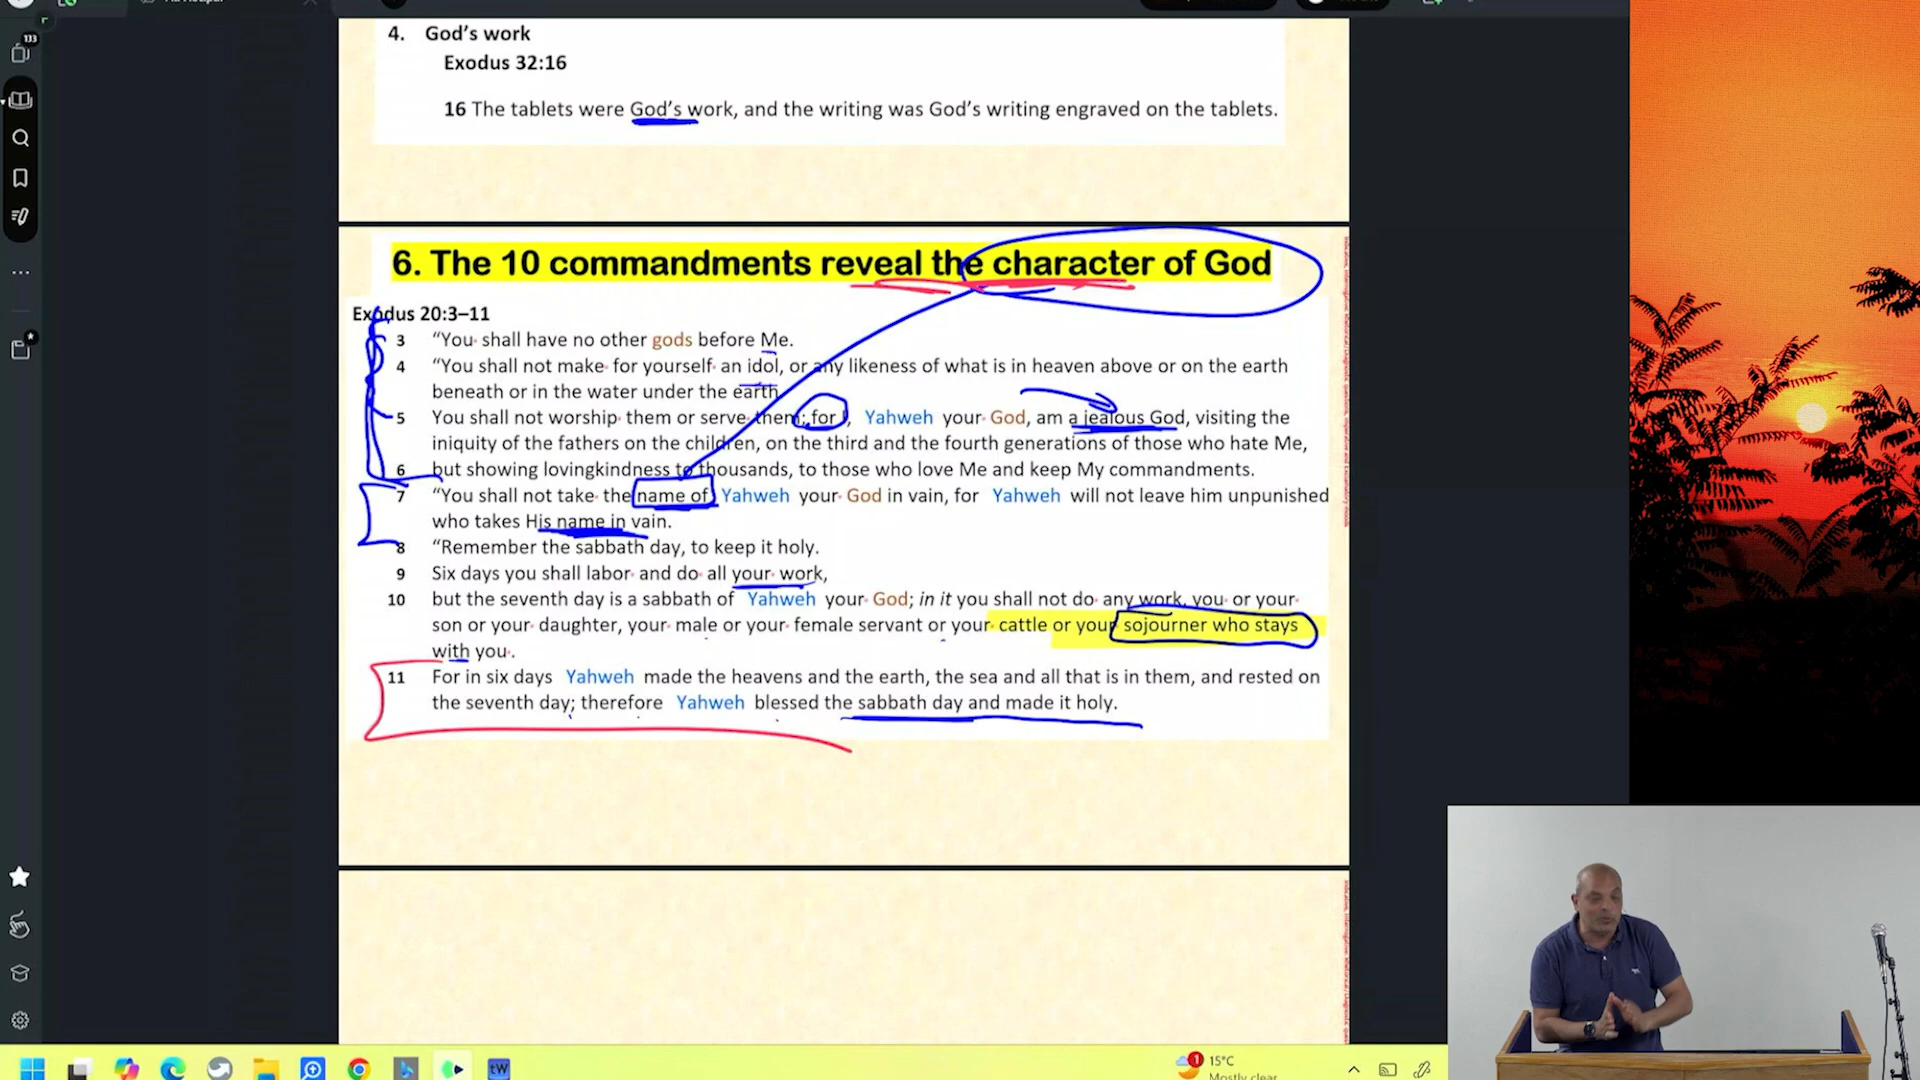 133
4. God’s work
Exodus 32:16
16 The tablets were God’s work, and the writing was God’s writing engraved on the tablets.
6. The 10 commandments reveal the character of God
Exodus 20:3–11
3 “You shall have no other gods before Me.
4 “You shall not make for yourself an idol, or any likeness of what is in heaven above or on the earth
beneath or in the water under the earth
5 You shall not worship them or serve them; for I, Yahweh your God, am a jealous God, visiting the
iniquity of the fathers on the children, on the third and the fourth generations of those who hate Me,
6 but showing lovingkindness to thousands, to those who love Me and keep My commandments.
7 “You shall not take the name of Yahweh your God in vain, for Yahweh will not leave him unpunished
who takes His name in vain.
8 “Remember the sabbath day, to keep it holy.
9 Six days you shall labor and do all your work,
10 but the seventh day is a sabbath of Yahweh your God; in it you shall not do any work, you or your
son or your daughter, your male or your female servant or your cattle or your sojourner who stays
with you.
11 For in six days Yahweh made the heavens and the earth, the sea and all that is in them, and rested on
the seventh day; therefore Yahweh blessed the sabbath day and made it holy.
tW
1
15°C
Mostly clear